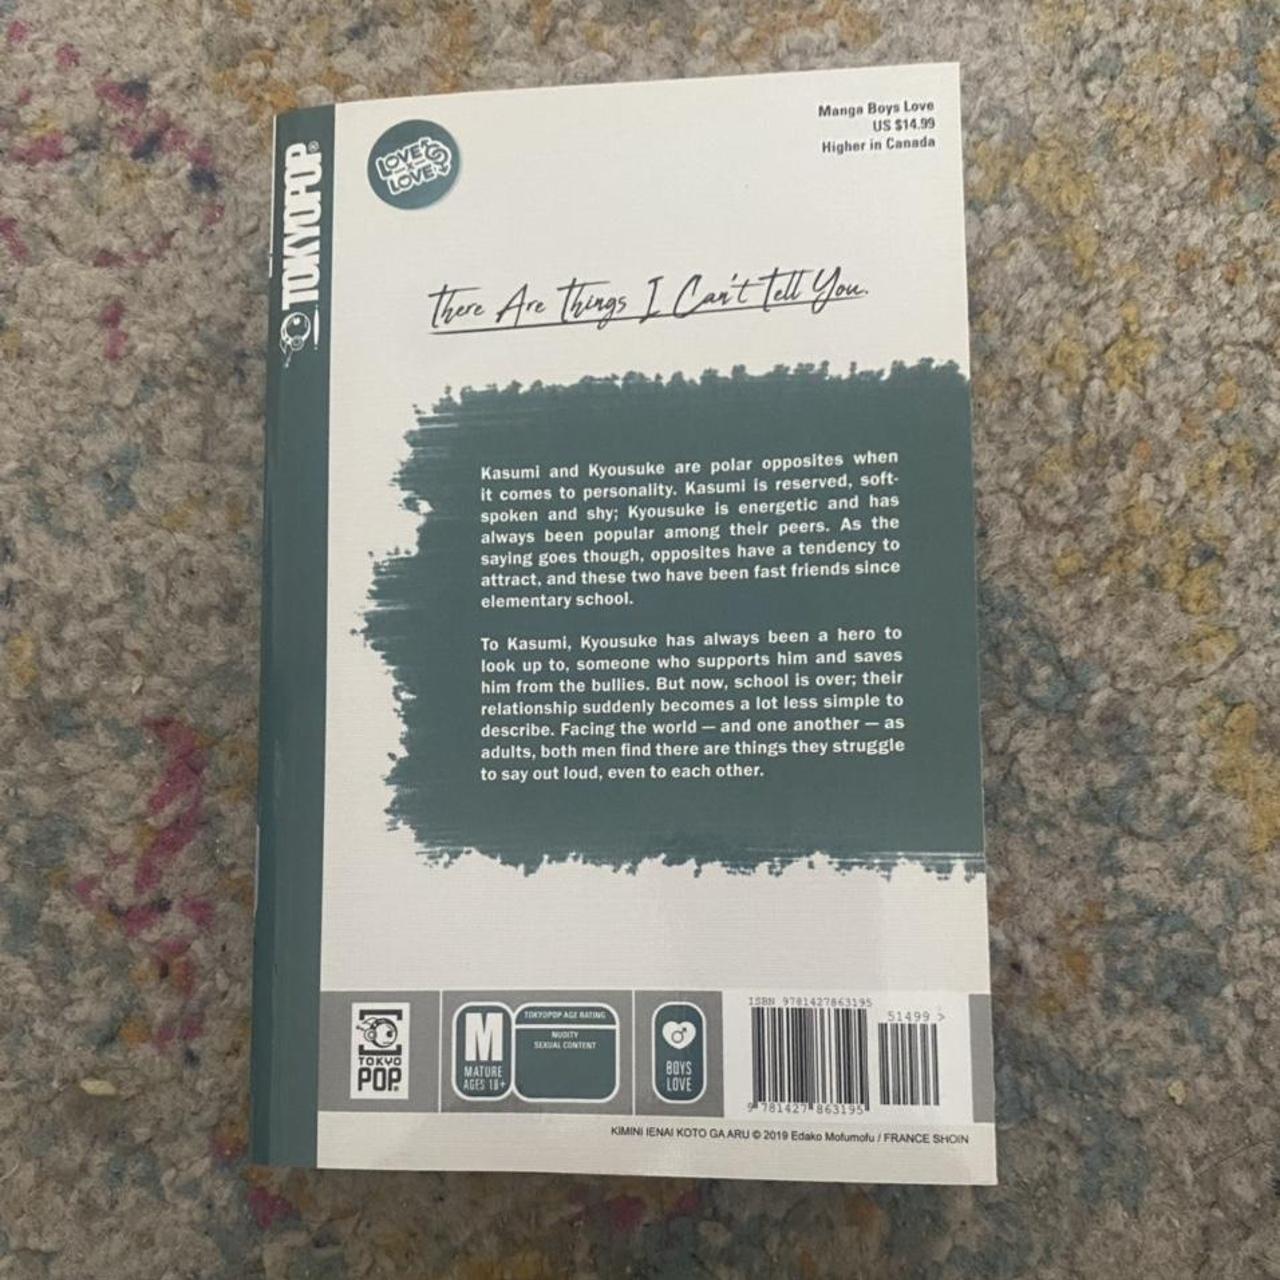 TOKYOPOP®
LOVE
x
LOVES
Manga Boys Love
US $14.99
Higher in Canada
There Are Things I Can't Tell You.
Kasumi and Kyousuke are polar opposites when
it comes to personality. Kasumi is reserved, soft-
spoken and shy; Kyousuke is energetic and has
always been popular among their peers. As the
saying goes though, opposites have a tendency to
attract, and these two have been fast friends since
elementary school.
To Kasumi, Kyousuke has always been a hero to
look up to, someone who supports him and saves
him from the bullies. But now, school is over; their
relationship suddenly becomes a lot less simple to
describe. Facing the world — and one another — as
adults, both men find there are things they struggle
to say out loud, even to each other.
TOKYO
POP®
M
MATURE
AGES 18+
TOKYOPOP AGE RATING
NUDITY
SEXUAL CONTENT
BOYS
LOVE
ISBN 9781427863195
51499 >
9 781427 863195
KIMINI IENAI KOTO GA ARU © 2019 Edako Mofumofu / FRANCE SHOIN